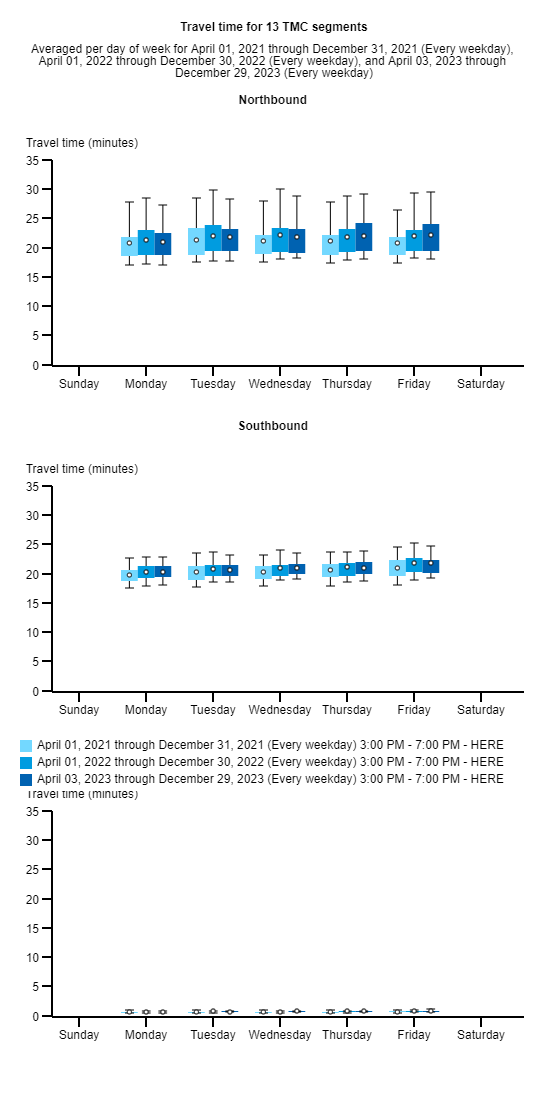 Travel time for 13 TMC segments
Averaged per day of week for April 01, 2021 through December 31, 2021 (Every weekday),
April 01, 2022 through December 30, 2022 (Every weekday), and April 03, 2023 through
December 29, 2023 (Every weekday)
Northbound
Travel time (minutes)
35
30
25
20
15
10
5
0
Sunday Monday Tuesday Wednesday Thursday Friday Saturday
Southbound
Travel time (minutes)
35
30
25
20
15
10
5
0
Sunday Monday Tuesday Wednesday Thursday Friday Saturday
April 01, 2021 through December 31, 2021 (Every weekday) 3:00 PM - 7:00 PM - HERE
April 01, 2022 through December 30, 2022 (Every weekday) 3:00 PM - 7:00 PM - HERE
April 03, 2023 through December 29, 2023 (Every weekday) 3:00 PM - 7:00 PM - HERE
Travel time (minutes)
35
30
25
20
15
10
5
0
Sunday Monday Tuesday Wednesday Thursday Friday Saturday